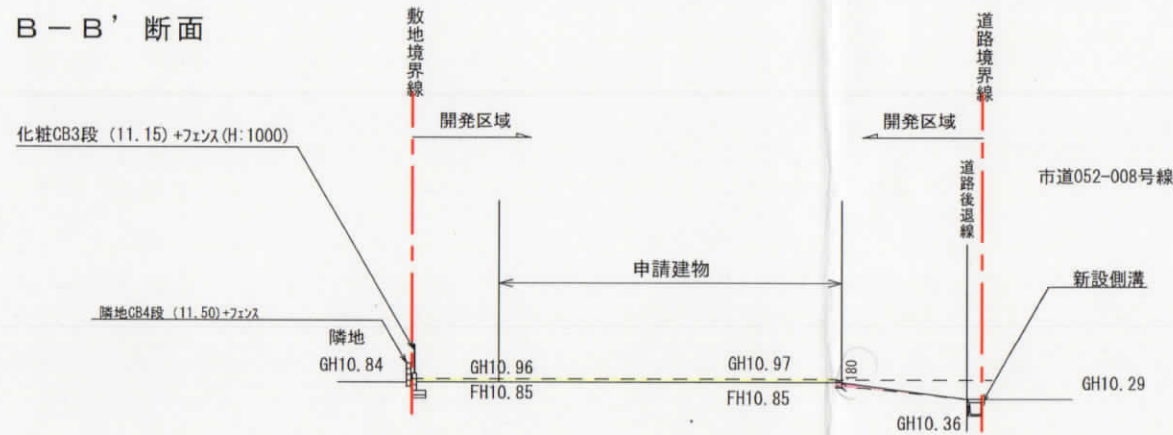 B-B’断面
敷地境界線
道路境界線
開発区域
開発区域
化粧CB3段 (11.15) +フェンス(H:1000)
市道052-008号線
道路後退線
申請建物
新設側溝
隣地CB4段 (11.50)+フェンス
隣地
GH10.84
GH10.96
GH10.97
180
GH10.29
FH10.85
FH10.85
GH10.36